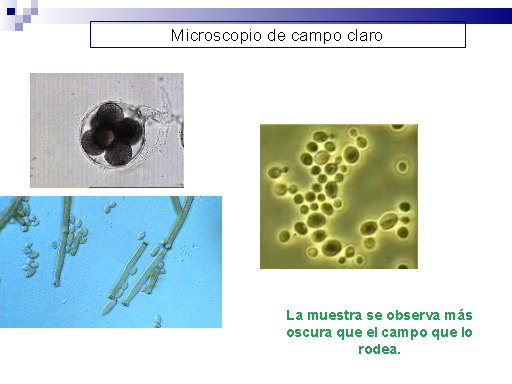 Microscopio de campo claro
La muestra se observa más
oscura que el campo que lo
rodea.